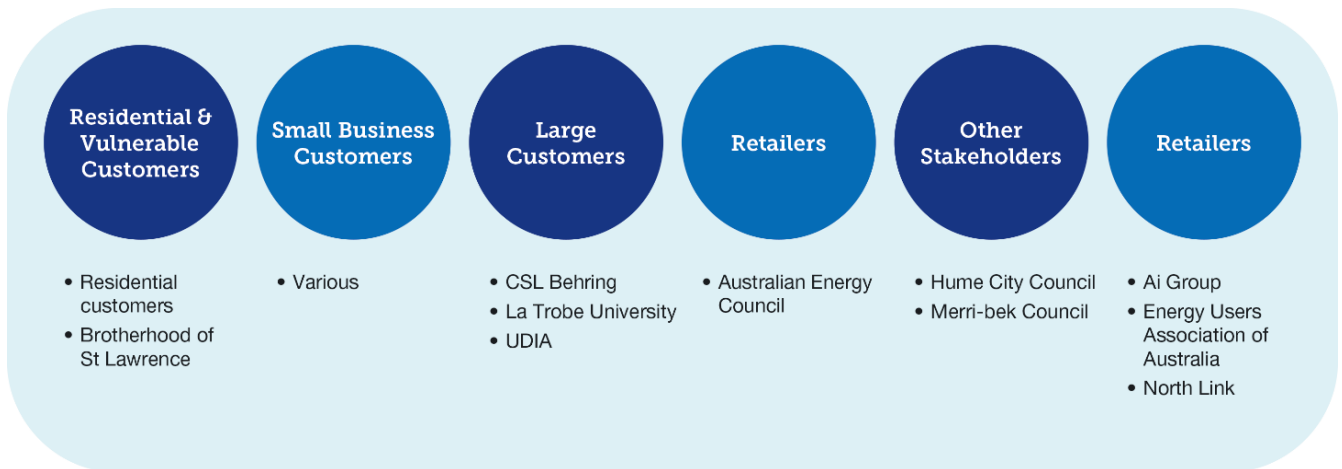 Residential &
Vulnerable
Customers
• Residential
customers
• Brotherhood of
St Lawrence
Small Business
Customers
• Various
Large
Customers
• CSL Behring
• La Trobe University
• UDIA
Retailers
• Australian Energy
Council
Other
Stakeholders
• Hume City Council
• Merri-bek Council
Retailers
• Ai Group
• Energy Users
Association of
Australia
• North Link